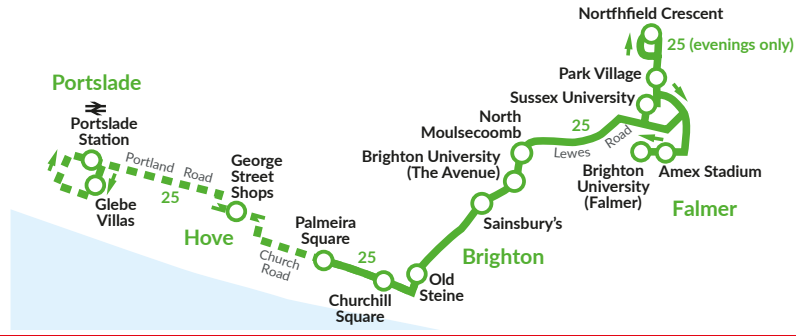 Nortfhfield Crescent
25 (evenings only)
Park Village
Sussex University
North
Moulsecoomb
25
Lewes Road
Brighton University
(The Avenue)
Brighton
University
(Falmer)
Amex Stadium
Falmer
Portslade
Portslade
Station
Portland Road
25
Glebe
Villas
George
Street
Shops
Hove
Church
Road
Palmeira
Square
25
Churchill
Square
Old
Steine
Sainsbury's
Brighton